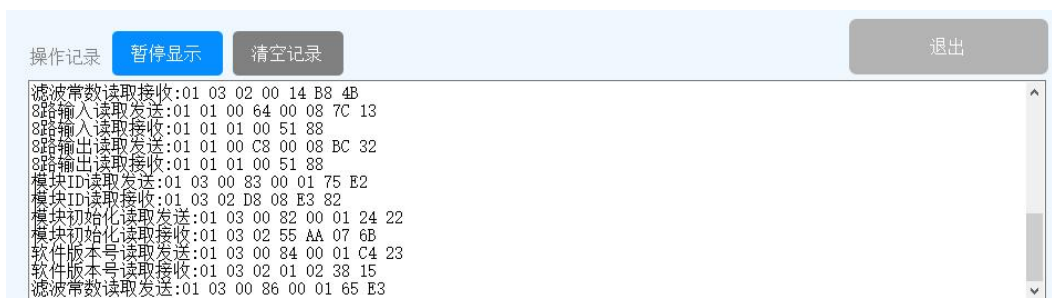 操作记录 暂停显示 清空记录 退出
滤波常数读取接收:01 03 02 00 14 B8 4B
8路输入读取发送:01 01 00 64 00 08 7C 13
8路输入读取接收:01 01 01 00 51 88
8路输出读取发送:01 01 00 C8 00 08 BC 32
8路输出读取接收:01 01 01 00 51 88
模块ID读取发送:01 03 00 83 00 01 75 E2
模块ID读取接收:01 03 02 D8 08 E3 82
模块初始化读取发送:01 03 00 82 00 01 24 22
模块初始化读取接收:01 03 02 55 AA 07 6B
软件版本号读取发送:01 03 00 84 00 01 C4 23
软件版本号读取接收:01 03 02 01 02 38 15
滤波常数读取发送:01 03 00 86 00 01 65 E3